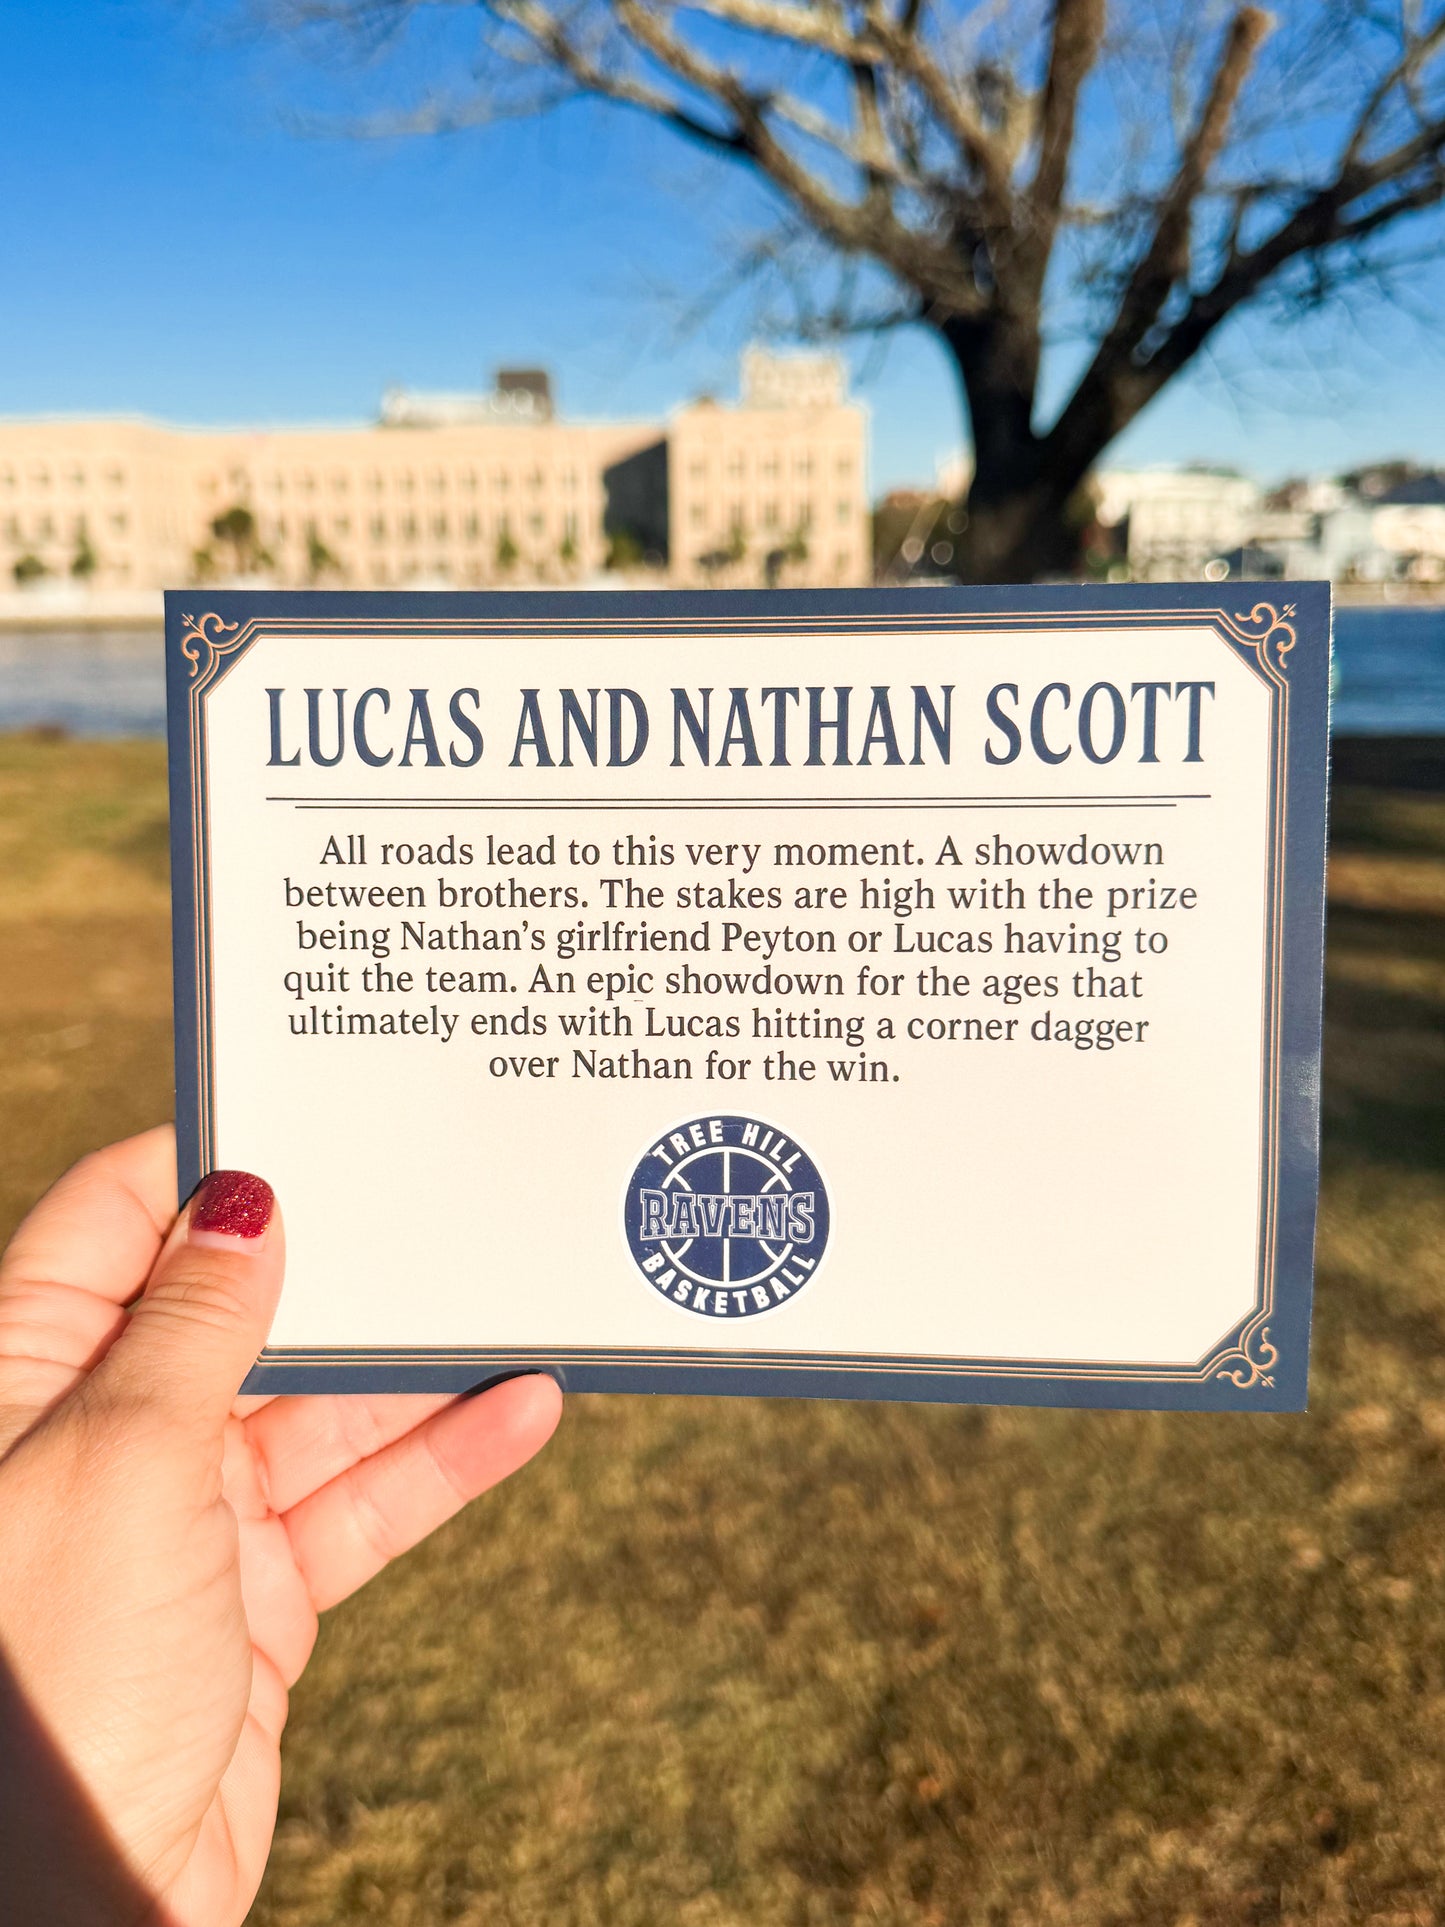 LUCAS AND NATHAN SCOTT
All roads lead to this very moment. A showdown
between brothers. The stakes are high with the prize
being Nathan's girlfriend Peyton or Lucas having to
quit the team. An epic showdown for the ages that
ultimately ends with Lucas hitting a corner dagger
over Nathan for the win.
TREE HILL
RAVENS
BASKETBALL